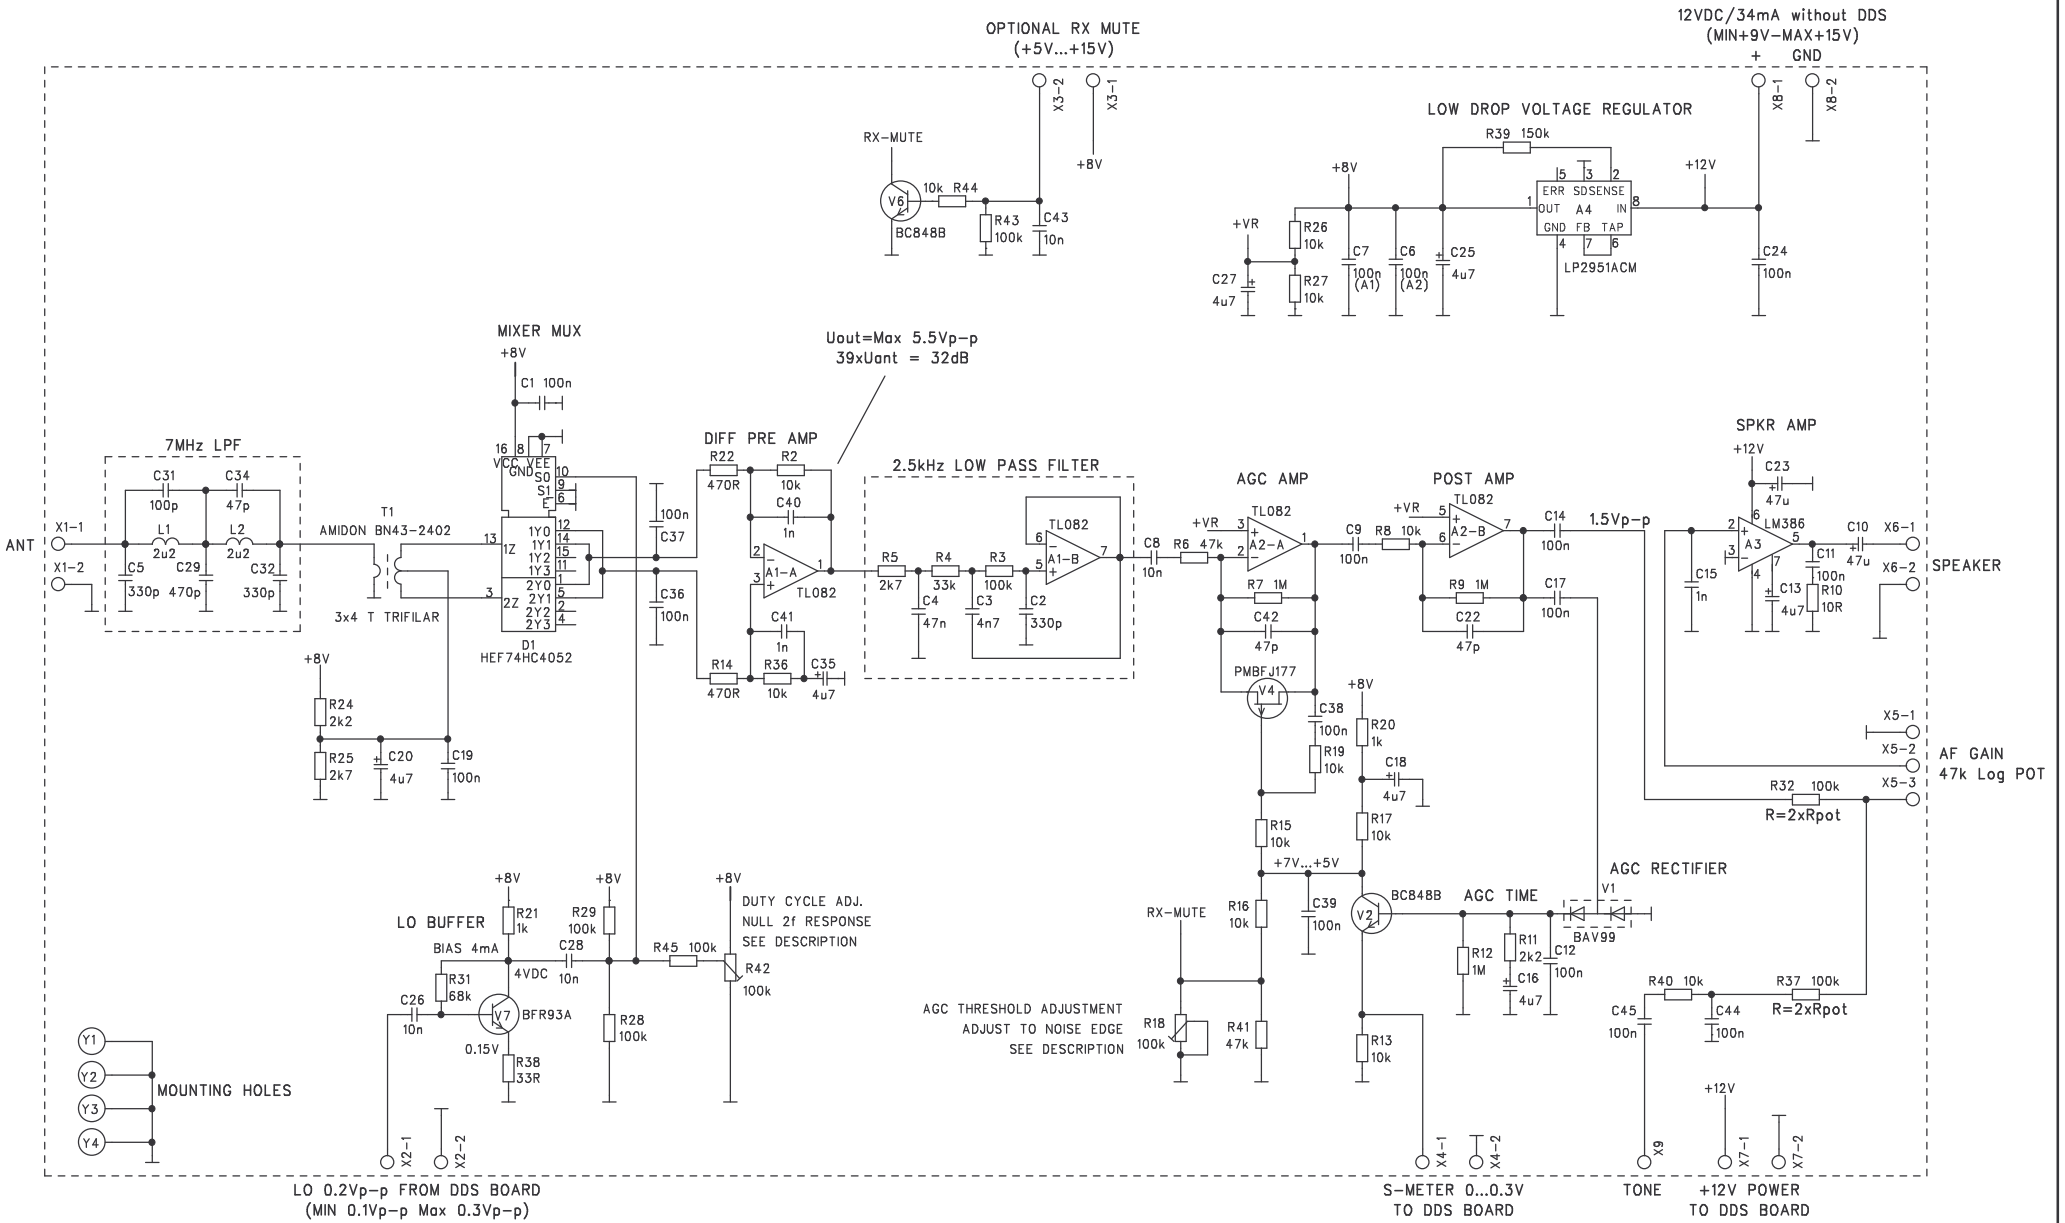 OPTIONAL RX MUTE
(+5V...+15V)
X3-2
X3-1
+8V
12VDC/34mA without DDS
(MIN+9V-MAX+15V)
+ GND
X8-1
X8-2
RX-MUTE
V6
BC848B
10k R44
R43
100k
C43
10n
LOW DROP VOLTAGE REGULATOR
R39 150k
+8V
+12V
5 3 2
ERR SD SENSE
1 OUT A4 IN 8
GND FB TAP
4 7 6
LP2951ACM
+VR
R26
10k
R27
10k
C27
4u7
C7
100n
(A1)
C6
100n
(A2)
C25
4u7
C24
100n
MIXER MUX
+8V
C1 100n
16 8 7
VCC VEE
GND
S0 10
S1 9
E 6
1Y0 12
1Y1 14
1Y2 15
1Y3 11
2Y0 1
2Y1 5
2Y2 2
2Y3 4
13 1Z
3 2Z
D1
HEF74HC4052
Uout=Max 5.5Vp-p
39xUant = 32dB
7MHz LPF
C31
100p
C34
47p
L1
2u2
L2
2u2
C5
330p
C29
470p
C32
330p
ANT
X1-1
X1-2
T1
AMIDON BN43-2402
3x4 T TRIFILAR
+8V
R24
2k2
R25
2k7
C20
4u7
C19
100n
100n
C37
C36
100n
DIFF PRE AMP
R22
470R
R2
10k
C40
1n
2
3
A1-A
1
TL082
C41
1n
R14
470R
R36
10k
C35
4u7
2.5kHz LOW PASS FILTER
R5
2k7
R4
33k
R3
100k
C4
47n
C3
4n7
C2
330p
TL082
6
5
A1-B
7
C8
10n
AGC AMP
TL082
+VR
3
2
A2-A
1
R6 47k
R7 1M
C42
47p
PMBFJ177
V4
C38
100n
R19
10k
C9
100n
POST AMP
TL082
+VR
5
6
A2-B
7
R8 10k
R9 1M
C22
47p
C14
100n
1.5Vp-p
C17
100n
SPKR AMP
+12V
C23
47u
2
3
6
LM386
A3
5
4
7
C15
1n
C13
4u7
C11
100n
R10
10R
C10
47u
X6-1
X6-2
SPEAKER
X5-1
X5-2
X5-3
AF GAIN
47k Log POT
R32 100k
R=2xRpot
+8V
R20
1k
C18
4u7
R17
10k
R15
10k
+7V...+5V
R16
10k
C39
100n
V2
BC848B
AGC TIME
AGC RECTIFIER
V1
BAV99
R12
1M
R11
2k2
C16
4u7
C12
100n
RX-MUTE
AGC THRESHOLD ADJUSTMENT
ADJUST TO NOISE EDGE
SEE DESCRIPTION
R18
100k
R41
47k
R13
10k
R40 10k
R37 100k
R=2xRpot
C45
100n
C44
100n
LO BUFFER
BIAS 4mA
+8V
R21
1k
4VDC
R31
68k
C26
10n
V7
BFR93A
0.15V
R38
33R
C28
10n
+8V
R29
100k
R28
100k
R45 100k
+8V
R42
100k
DUTY CYCLE ADJ.
NULL 2f RESPONSE
SEE DESCRIPTION
Y1
Y2
Y3
Y4
MOUNTING HOLES
X2-1
X2-2
LO 0.2Vp-p FROM DDS BOARD
(MIN 0.1Vp-p Max 0.3Vp-p)
X4-1
X4-2
S-METER 0...0.3V
TO DDS BOARD
X9
TONE
+12V
X7-1
X7-2
+12V POWER
TO DDS BOARD